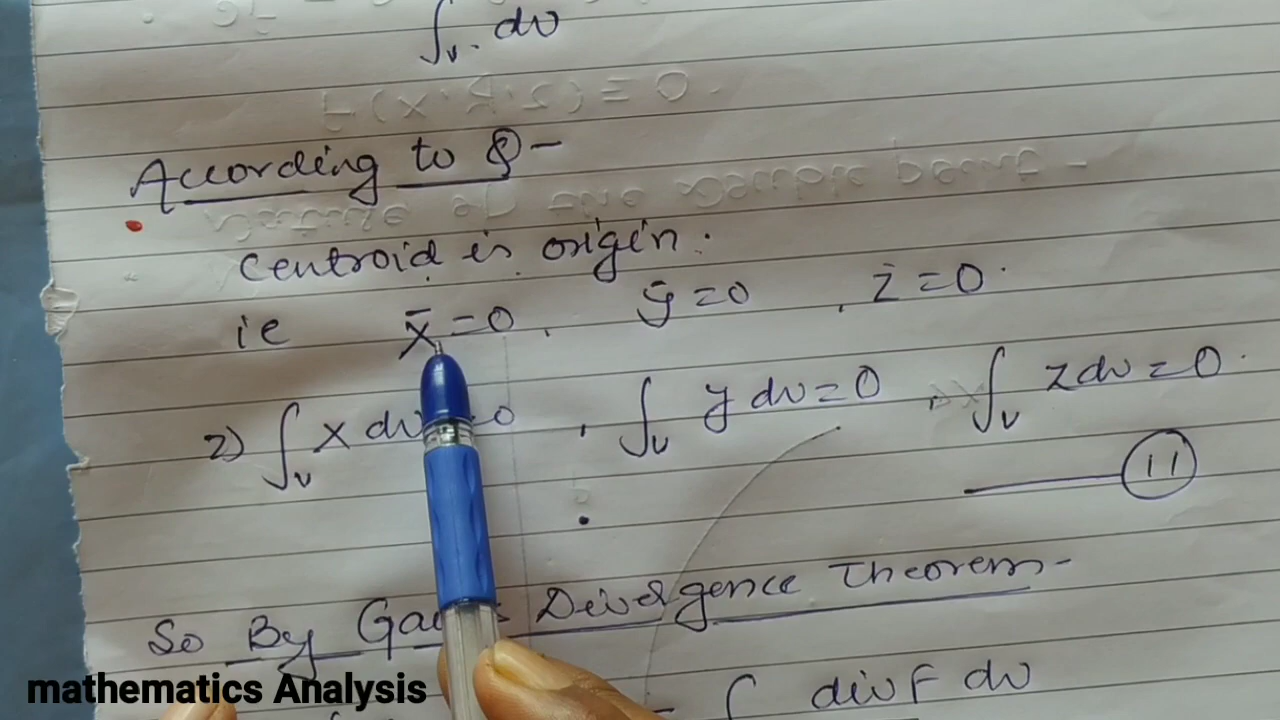 ∫v. dv
According to Q-
Centroid is origin.
ie x̄=0, ȳ=0, z̄=0.
2) ∫v x dv =0, ∫v y dv=0, ∫v z dv=0.
11
So By Divergence Theorem-
∫ div F dv
mathematics Analysis